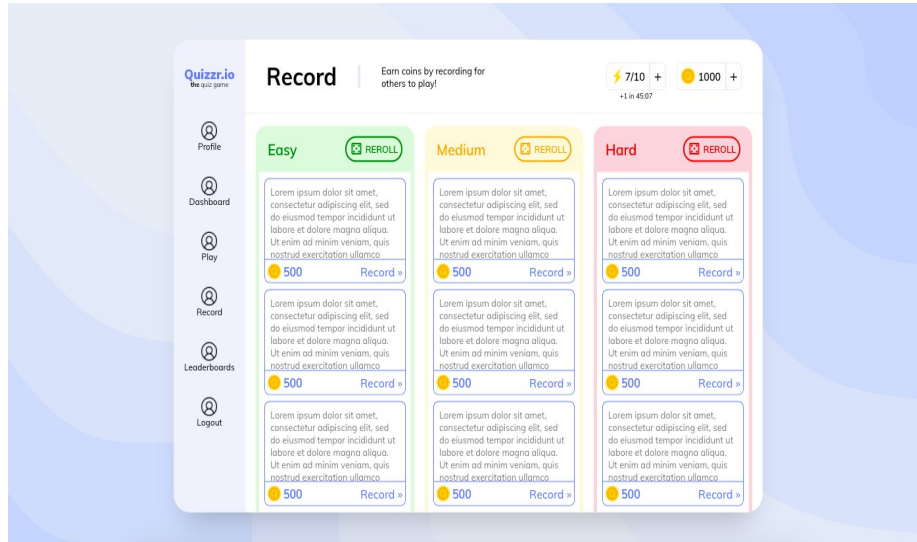 Quizzr.io
the quiz game
Profile
Dashboard
Play
Record
Leaderboards
Logout
Record
Earn coins by recording for
others to play!
7/10 +
+1 in 45:07
1000 +
Easy
REROLL
Lorem ipsum dolor sit amet,
consectetur adipiscing elit, sed
do eiusmod tempor incididunt ut
labore et dolore magna aliqua.
Ut enim ad minim veniam, quis
nostrud exercitation ullamco
500
Record »
Lorem ipsum dolor sit amet,
consectetur adipiscing elit, sed
do eiusmod tempor incididunt ut
labore et dolore magna aliqua.
Ut enim ad minim veniam, quis
nostrud exercitation ullamco
500
Record »
Lorem ipsum dolor sit amet,
consectetur adipiscing elit, sed
do eiusmod tempor incididunt ut
labore et dolore magna aliqua.
Ut enim ad minim veniam, quis
nostrud exercitation ullamco
500
Record »
Medium
REROLL
Lorem ipsum dolor sit amet,
consectetur adipiscing elit, sed
do eiusmod tempor incididunt ut
labore et dolore magna aliqua.
Ut enim ad minim veniam, quis
nostrud exercitation ullamco
500
Record »
Lorem ipsum dolor sit amet,
consectetur adipiscing elit, sed
do eiusmod tempor incididunt ut
labore et dolore magna aliqua.
Ut enim ad minim veniam, quis
nostrud exercitation ullamco
500
Record »
Lorem ipsum dolor sit amet,
consectetur adipiscing elit, sed
do eiusmod tempor incididunt ut
labore et dolore magna aliqua.
Ut enim ad minim veniam, quis
nostrud exercitation ullamco
500
Record »
Hard
REROLL
Lorem ipsum dolor sit amet,
consectetur adipiscing elit, sed
do eiusmod tempor incididunt ut
labore et dolore magna aliqua.
Ut enim ad minim veniam, quis
nostrud exercitation ullamco
500
Record »
Lorem ipsum dolor sit amet,
consectetur adipiscing elit, sed
do eiusmod tempor incididunt ut
labore et dolore magna aliqua.
Ut enim ad minim veniam, quis
nostrud exercitation ullamco
500
Record »
Lorem ipsum dolor sit amet,
consectetur adipiscing elit, sed
do eiusmod tempor incididunt ut
labore et dolore magna aliqua.
Ut enim ad minim veniam, quis
nostrud exercitation ullamco
500
Record »